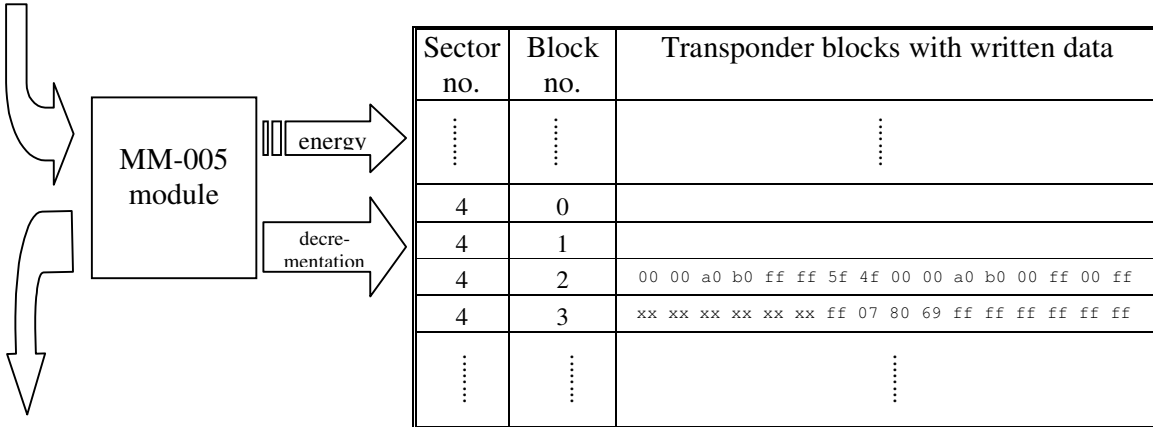 MM-005
module
energy
decre-
mentation
Sector no. Block no. Transponder blocks with written data
4 0
4 1
4 2 00 00 a0 b0 ff ff 5f 4f 00 00 a0 b0 00 ff 00 ff
4 3 xx xx xx xx xx xx ff 07 80 69 ff ff ff ff ff ff